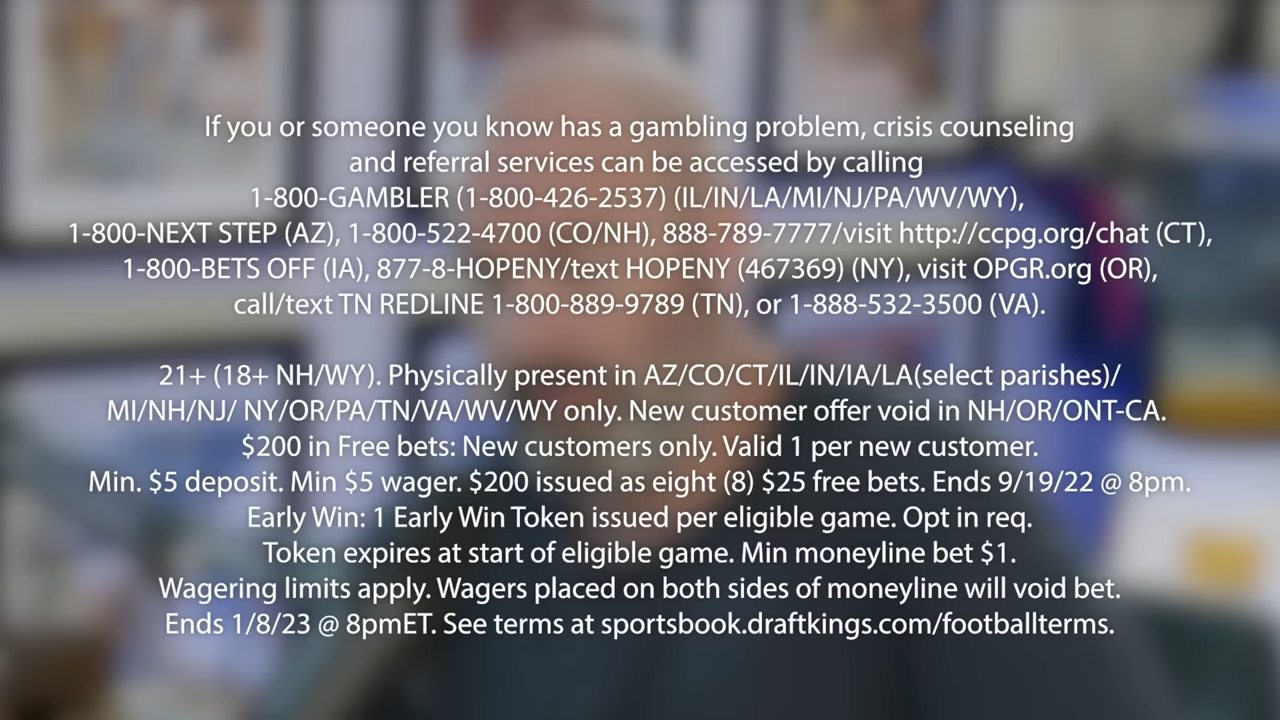 If you or someone you know has a gambling problem, crisis counseling
and referral services can be accessed by calling
1-800-GAMBLER (1-800-426-2537) (IL/IN/LA/MI/NJ/PA/WV/WY),
1-800-NEXT STEP (AZ), 1-800-522-4700 (CO/NH), 888-789-7777/visit http://ccpg.org/chat (CT),
1-800-BETS OFF (IA), 877-8-HOPENY/text HOPENY (467369) (NY), visit OPGR.org (OR),
call/text TN REDLINE 1-800-889-9789 (TN), or 1-888-532-3500 (VA).
21+ (18+ NH/WY). Physically present in AZ/CO/CT/IL/IN/IA/LA(select parishes)/
MI/NH/NJ/ NY/OR/PA/TN/VA/WV/WY only. New customer offer void in NH/OR/ONT-CA.
$200 in Free bets: New customers only. Valid 1 per new customer.
Min. $5 deposit. Min $5 wager. $200 issued as eight (8) $25 free bets. Ends 9/19/22 @ 8pm.
Early Win: 1 Early Win Token issued per eligible game. Opt in req.
Token expires at start of eligible game. Min moneyline bet $1.
Wagering limits apply. Wagers placed on both sides of moneyline will void bet.
Ends 1/8/23 @ 8pmET. See terms at sportsbook.draftkings.com/footballterms.